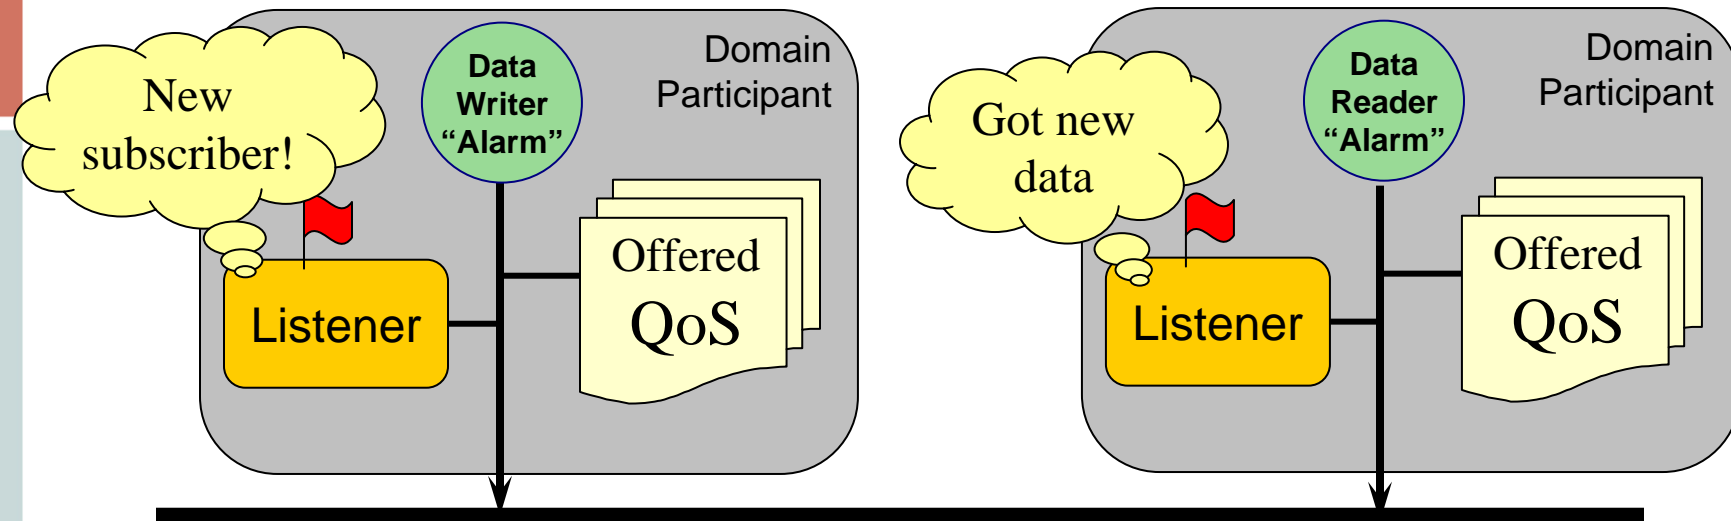 New
subscriber!
Data
Writer
“Alarm”
Domain
Participant
Listener
Offered
QoS
Got new
data
Data
Reader
“Alarm”
Domain
Participant
Listener
Offered
QoS